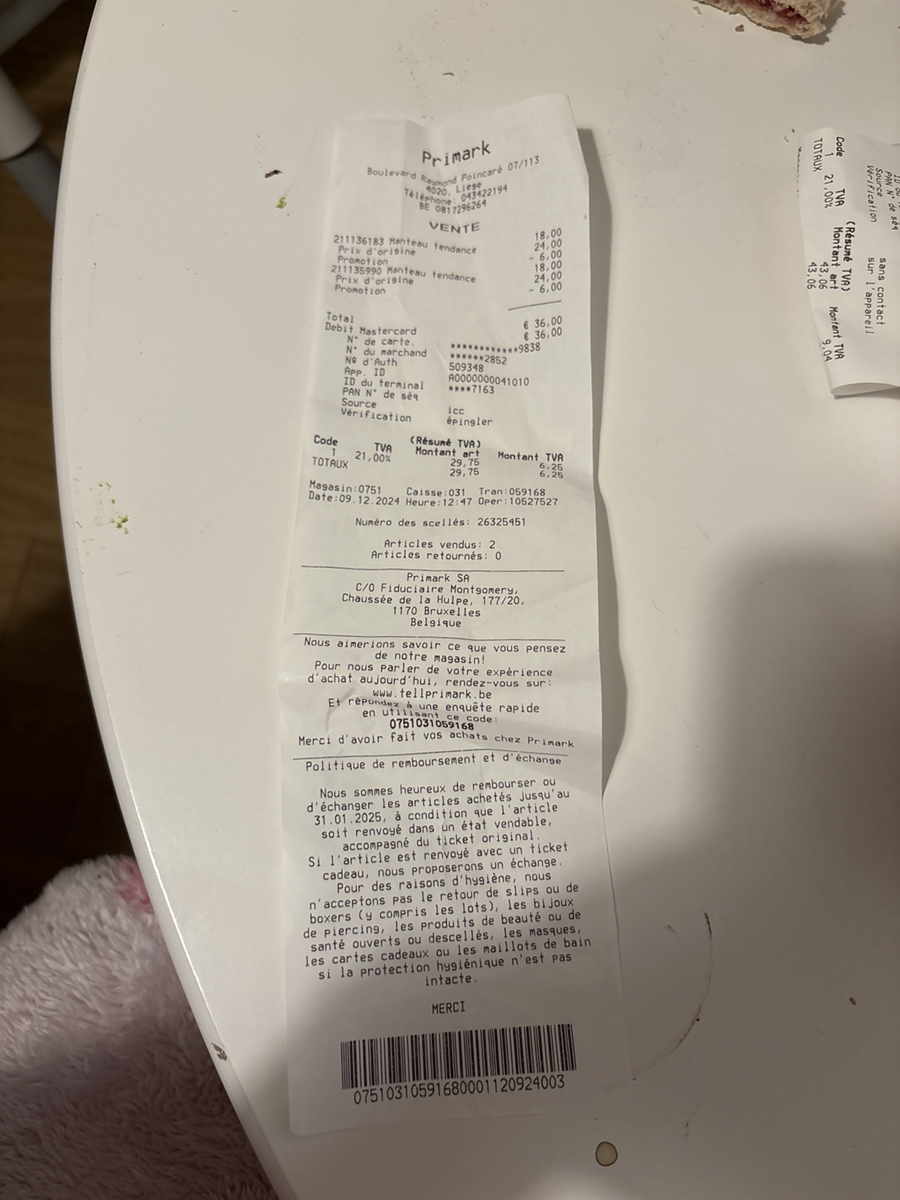 Primark
Boulevard Raymond Poincaré 07/113
4020, Liege
Téléphone: 043422194
BE 0817296264
VENTE
211136183 Manteau tendance 18,00
Prix d'origine 24,00
Promotion - 6,00
211135990 Manteau tendance 18,00
Prix d'origine 24,00
Promotion - 6,00
Total € 36,00
Debit Mastercard € 36,00
N° de carte. ************9838
N° du marchand ******2852
Nº d'Auth 509348
App. ID A0000000041010
ID du terminal ****7163
PAN N° de séq
Source icc
Vérification épingler
(Résumé TVA)
Code TVA Montant art Montant TVA
1 21,00% 29,75 6,25
TOTAUX 29,75 6,25
Magasin:0751 Caisse:031 Tran:059168
Date:09.12.2024 Heure:12:47 Oper:10527527
Numéro des scellés: 26325451
Articles vendus: 2
Articles retournés: 0
Primark SA
C/O Fiduciaire Montgomery,
Chaussée de la Hulpe, 177/20,
1170 Bruxelles
Belgique
Nous aimerions savoir ce que vous pensez
de notre magasin!
Pour nous parler de votre expérience
d'achat aujourd'hui, rendez-vous sur:
www.tellprimark.be
Et répondez à une enquête rapide
en utilisant ce code:
0751031059168
Merci d'avoir fait vos achats chez Primark
Politique de remboursement et d'échange
Nous sommes heureux de rembourser ou
d'échanger les articles achetés jusqu'au
31.01.2025, à condition que l'article
soit renvoyé dans un état vendable,
accompagné du ticket original.
Si l'article est renvoyé avec un ticket
cadeau, nous proposerons un échange.
Pour des raisons d'hygiène, nous
n'acceptons pas le retour de slips ou de
boxers (y compris les lots), les bijoux
de piercing, les produits de beauté ou de
santé ouverts ou descellés, les masques,
les cartes cadeaux ou les maillots de bain
si la protection hygiénique n'est pas
intacte.
MERCI
07510310591680001120924003
PAN N° de séq
Source sans contact
Vérification sur l'appareil
(Résumé TVA)
Code TVA Montant art Montant TVA
1 21,00% 43,06 9,04
TOTAUX 43,06